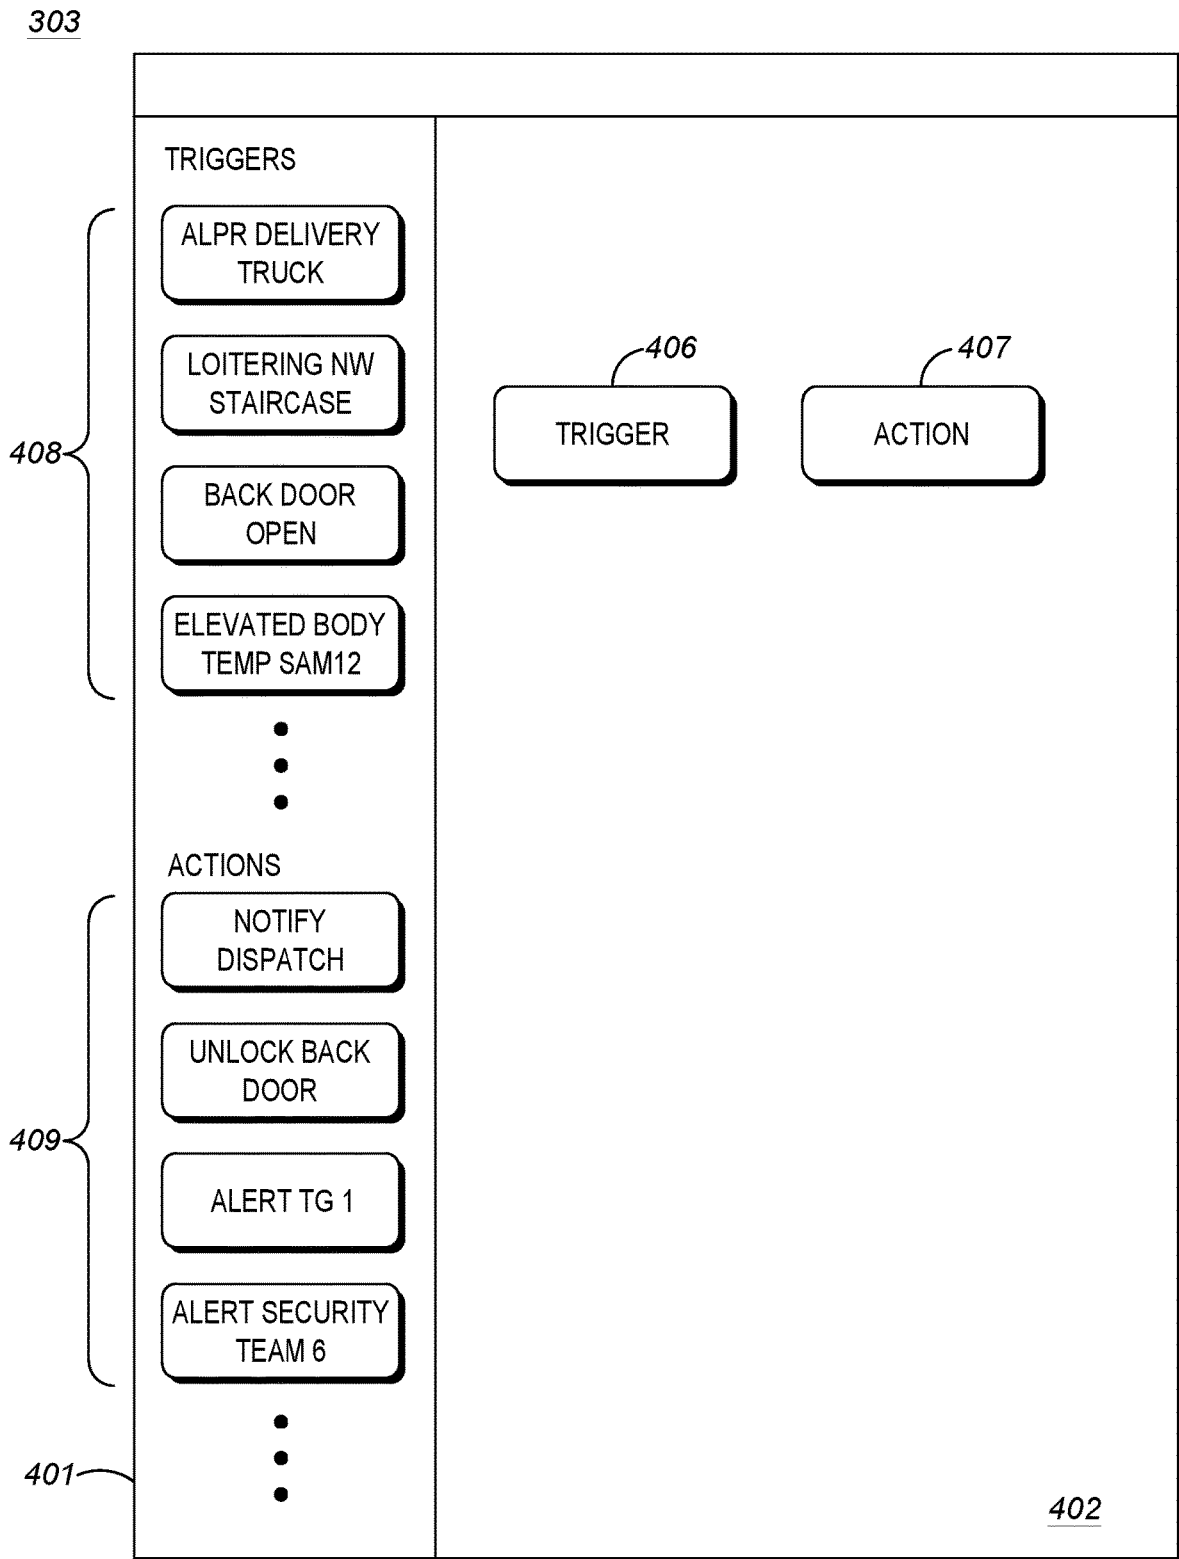 303
TRIGGERS
ALPR DELIVERY
TRUCK
LOITERING NW
STAIRCASE
408
BACK DOOR
OPEN
ELEVATED BODY
TEMP SAM12
ACTIONS
NOTIFY
DISPATCH
UNLOCK BACK
DOOR
409
ALERT TG 1
ALERT SECURITY
TEAM 6
401
406
TRIGGER
407
ACTION
402